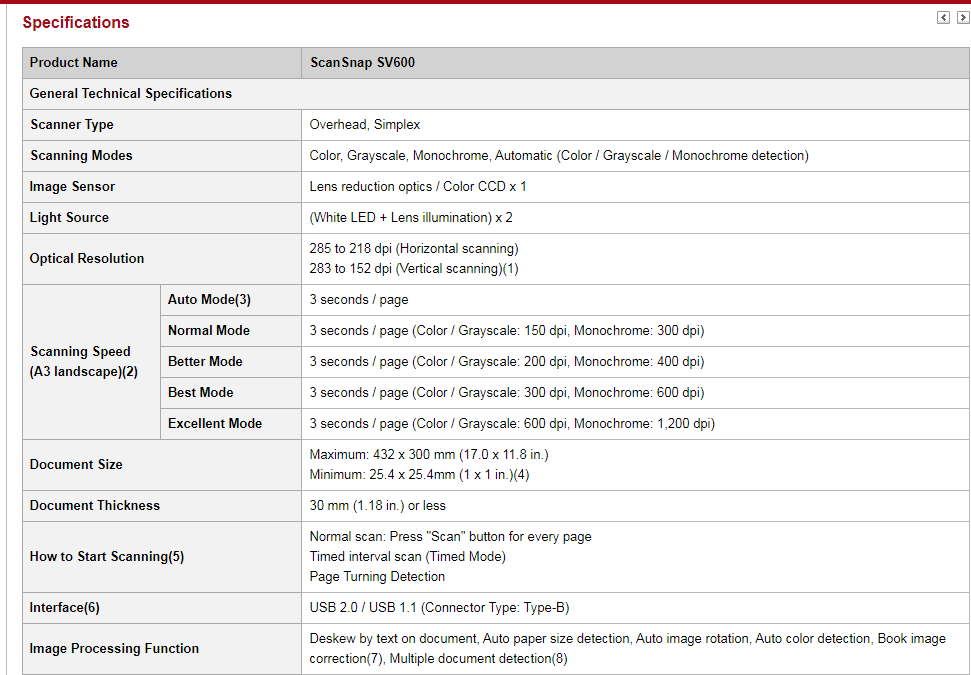 Specifications
Product Name ScanSnap SV600
General Technical Specifications
Scanner Type Overhead, Simplex
Scanning Modes Color, Grayscale, Monochrome, Automatic (Color / Grayscale / Monochrome detection)
Image Sensor Lens reduction optics / Color CCD x 1
Light Source (White LED + Lens illumination) x 2
Optical Resolution
285 to 218 dpi (Horizontal scanning)
283 to 152 dpi (Vertical scanning)(1)
Scanning Speed
(A3 landscape)(2)
Auto Mode(3) 3 seconds / page
Normal Mode 3 seconds / page (Color / Grayscale: 150 dpi, Monochrome: 300 dpi)
Better Mode 3 seconds / page (Color / Grayscale: 200 dpi, Monochrome: 400 dpi)
Best Mode 3 seconds / page (Color / Grayscale: 300 dpi, Monochrome: 600 dpi)
Excellent Mode 3 seconds / page (Color / Grayscale: 600 dpi, Monochrome: 1,200 dpi)
Document Size
Maximum: 432 x 300 mm (17.0 x 11.8 in.)
Minimum: 25.4 x 25.4mm (1 x 1 in.)(4)
Document Thickness 30 mm (1.18 in.) or less
How to Start Scanning(5)
Normal scan: Press "Scan" button for every page
Timed interval scan (Timed Mode)
Page Turning Detection
Interface(6) USB 2.0 / USB 1.1 (Connector Type: Type-B)
Image Processing Function
Deskew by text on document, Auto paper size detection, Auto image rotation, Auto color detection, Book image
correction(7), Multiple document detection(8)